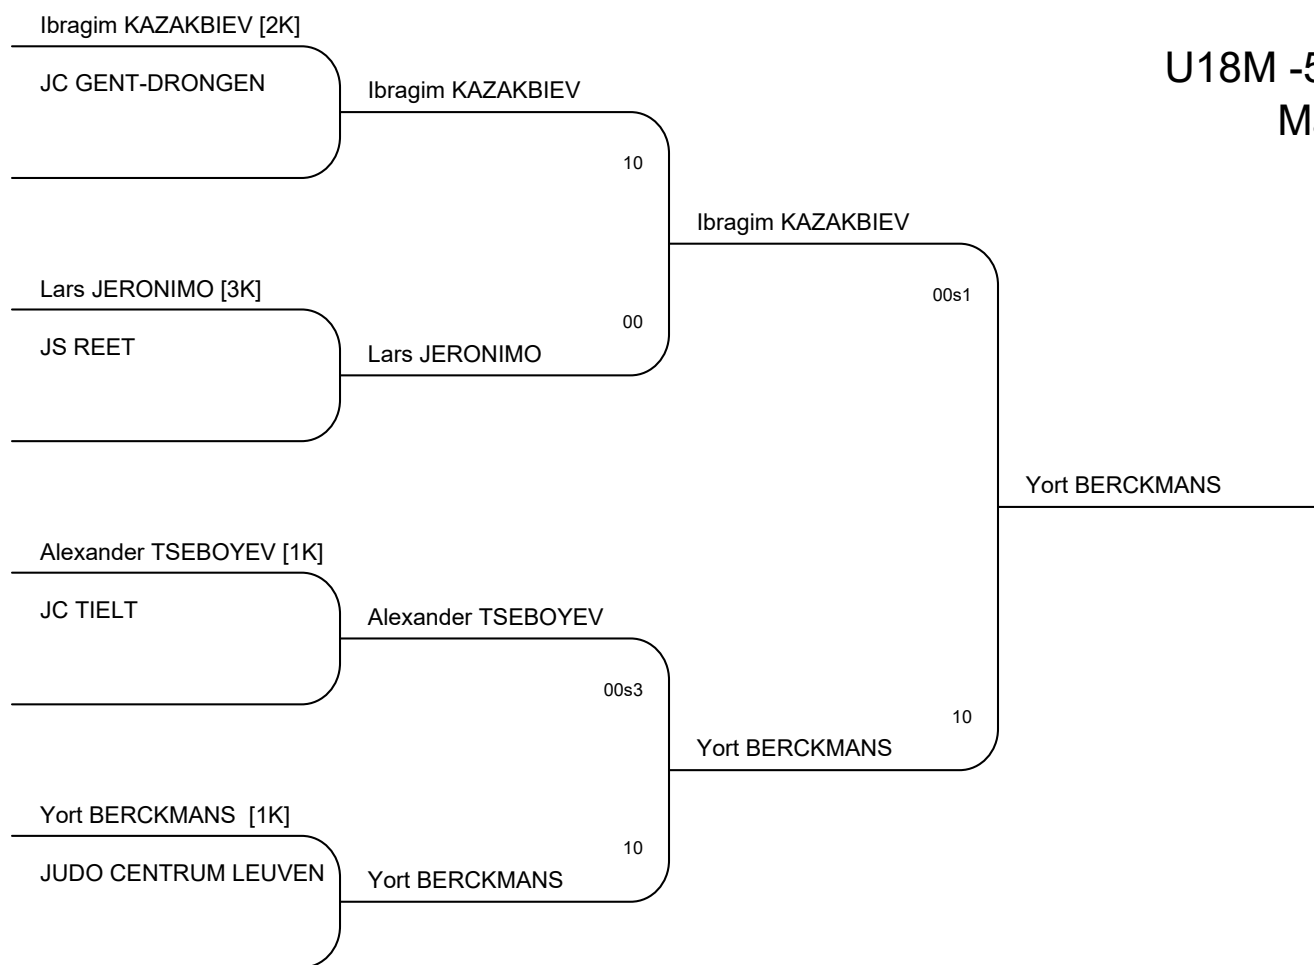 Ibragim KAZAKBIEV [2K]
U18M -5
JC GENT-DRONGEN
Ibragim KAZAKBIEV
M
10
Ibragim KAZAKBIEV
Lars JERONIMO [3K]
00s1
JS REET
00
Lars JERONIMO
Yort BERCKMANS
Alexander TSEBOYEV [1K]
JC TIELT
Alexander TSEBOYEV
00s3
10
Yort BERCKMANS
Yort BERCKMANS [1K]
10
JUDO CENTRUM LEUVEN
Yort BERCKMANS